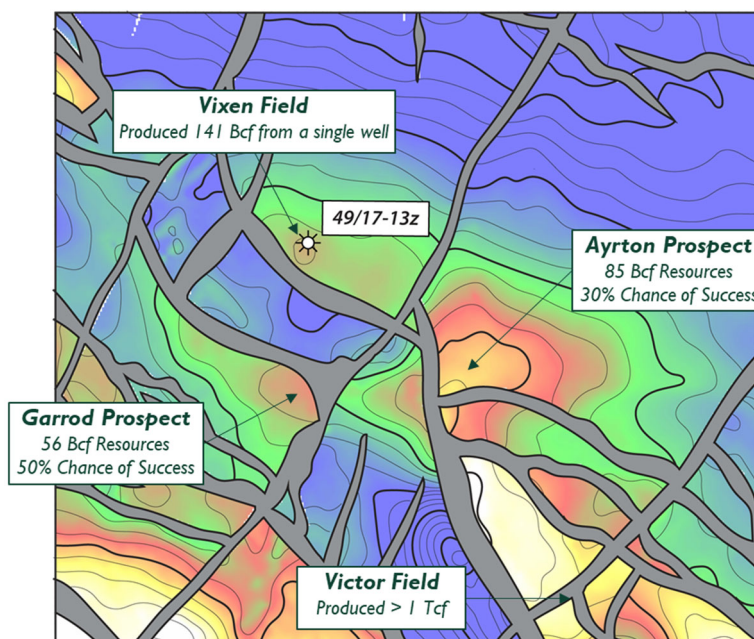 Vixen Field
Produced 141 Bcf from a single well
49/17-13z
Ayrton Prospect
85 Bcf Resources
30% Chance of Success
Garrod Prospect
56 Bcf Resources
50% Chance of Success
Victor Field
Produced > 1 Tcf